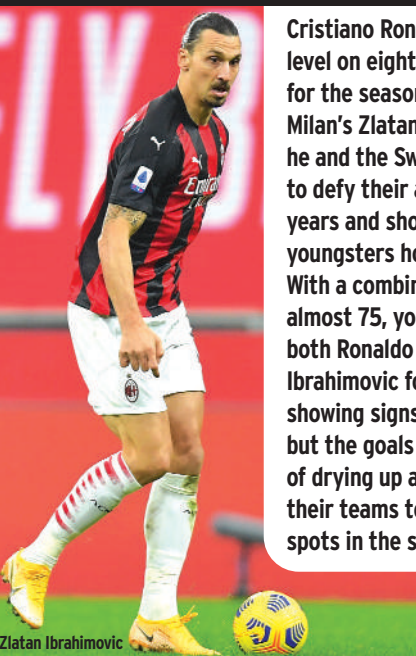 Cristiano Ron
level on eight
for the season
Milan's Zlatan
he and the Sw
to defy their a
years and sho
youngsters ho
With a combin
almost 75, yo
both Ronaldo
Ibrahimovic fo
showing signs
but the goals
of drying up a
their teams to
spots in the s
Zlatan Ibrahimovic